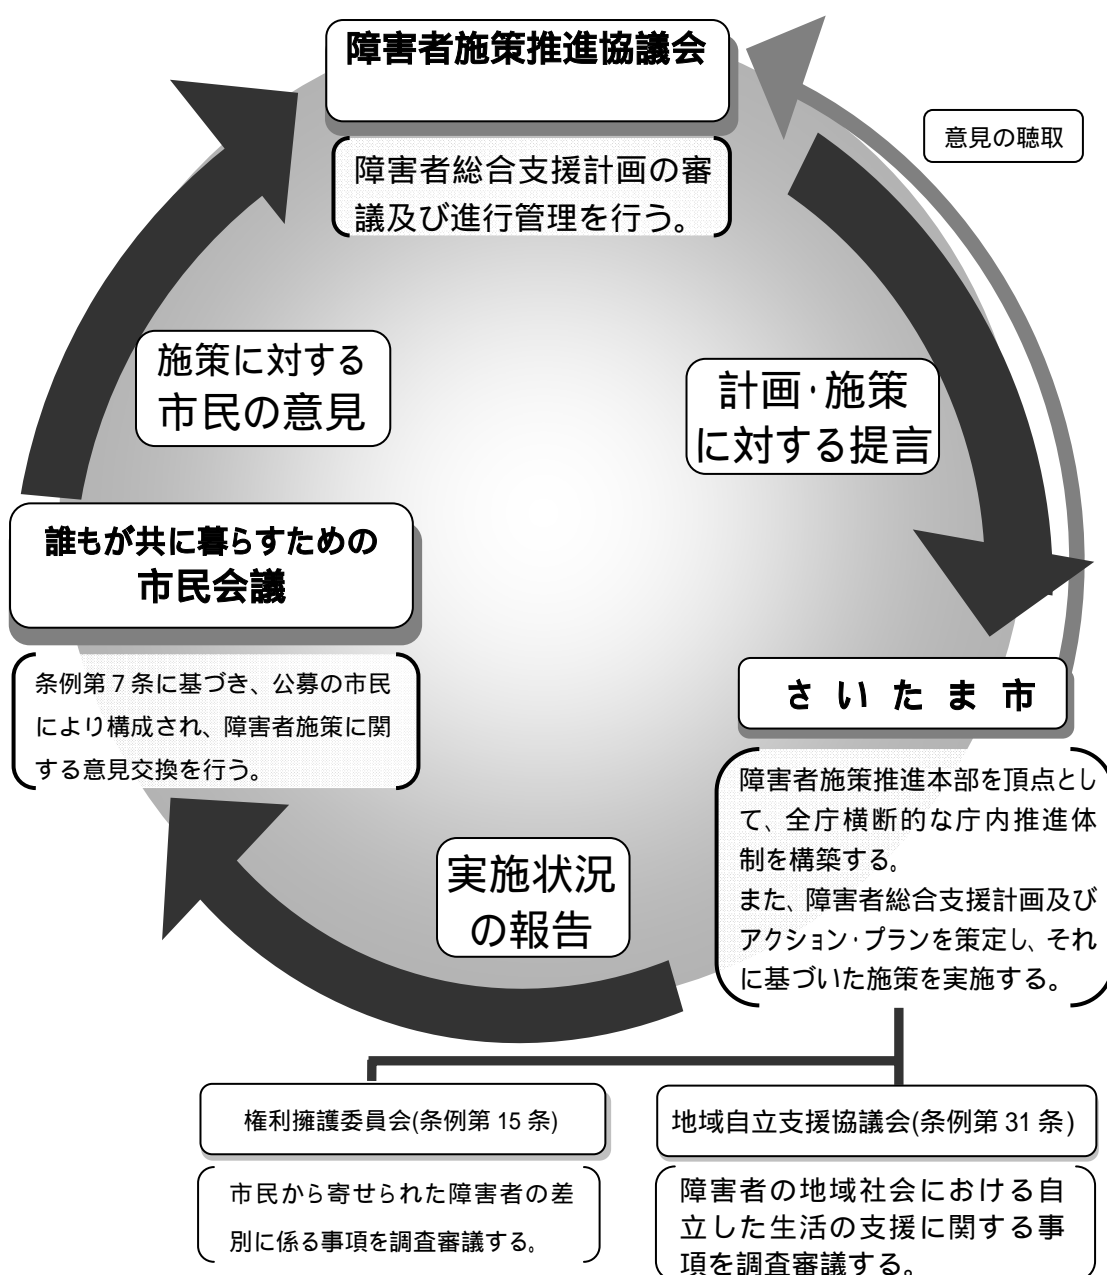 障害者施策推進協議会
障害者総合支援計画の審
議及び進行管理を行う。
意見の聴取
施策に対する
市民の意見
計画・施策
に対する提言
誰もが共に暮らすための
市民会議
条例第７条に基づき、公募の市民
により構成され、障害者施策に関
する意見交換を行う。
さいたま市
障害者施策推進本部を頂点とし
て、全庁横断的な庁内推進体
制を構築する。
また、障害者総合支援計画及び
アクション・プランを策定し、それ
に基づいた施策を実施する。
実施状況
の報告
権利擁護委員会(条例第 15 条)
市民から寄せられた障害者の差
別に係る事項を調査審議する。
地域自立支援協議会(条例第 31 条)
障害者の地域社会における自
立した生活の支援に関する事
項を調査審議する。